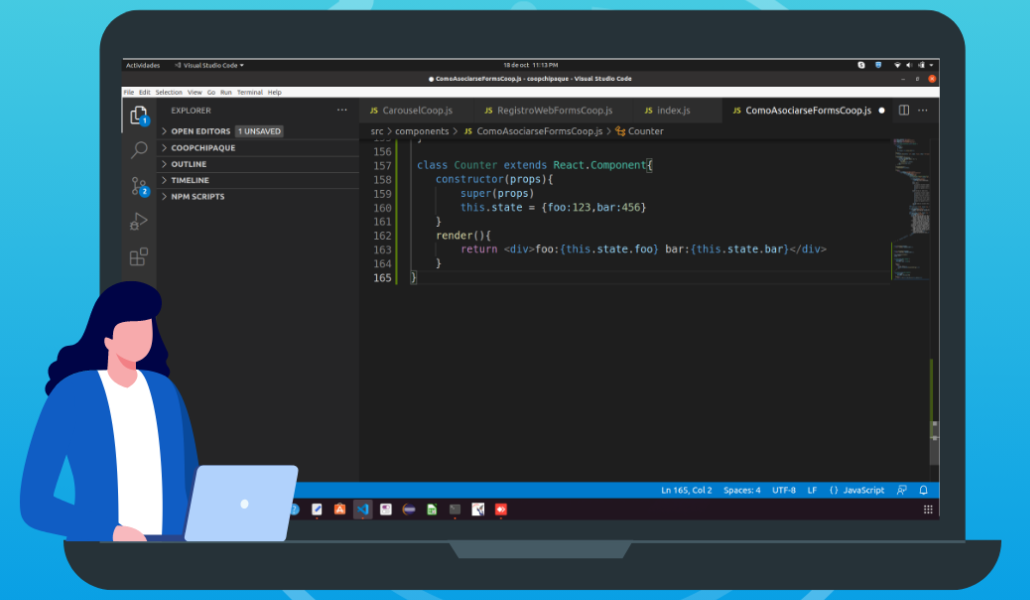 Actividades Visual Studio Code 18 de oct 11:13 PM
ComoAsociarseFormsCoop.js - coopchipaque - Visual Studio Code
File Edit Selection View Go Run Terminal Help
EXPLORER
OPEN EDITORS 1 UNSAVED
COOPCHIPAQUE
OUTLINE
TIMELINE
NPM SCRIPTS
1
2
JS CarouselCoop.js JS RegistroWebFormsCoop.js JS index.js JS ComoAsociarseFormsCoop.js
src > components > JS ComoAsociarseFormsCoop.js > Counter
156
157 class Counter extends React.Component{
158 constructor(props){
159 super(props)
160 this.state = {foo:123,bar:456}
161 }
162 render(){
163 return <div>foo:{this.state.foo} bar:{this.state.bar}</div>
164 }
165 }
Ln 165, Col 2 Spaces: 4 UTF-8 LF {} JavaScript